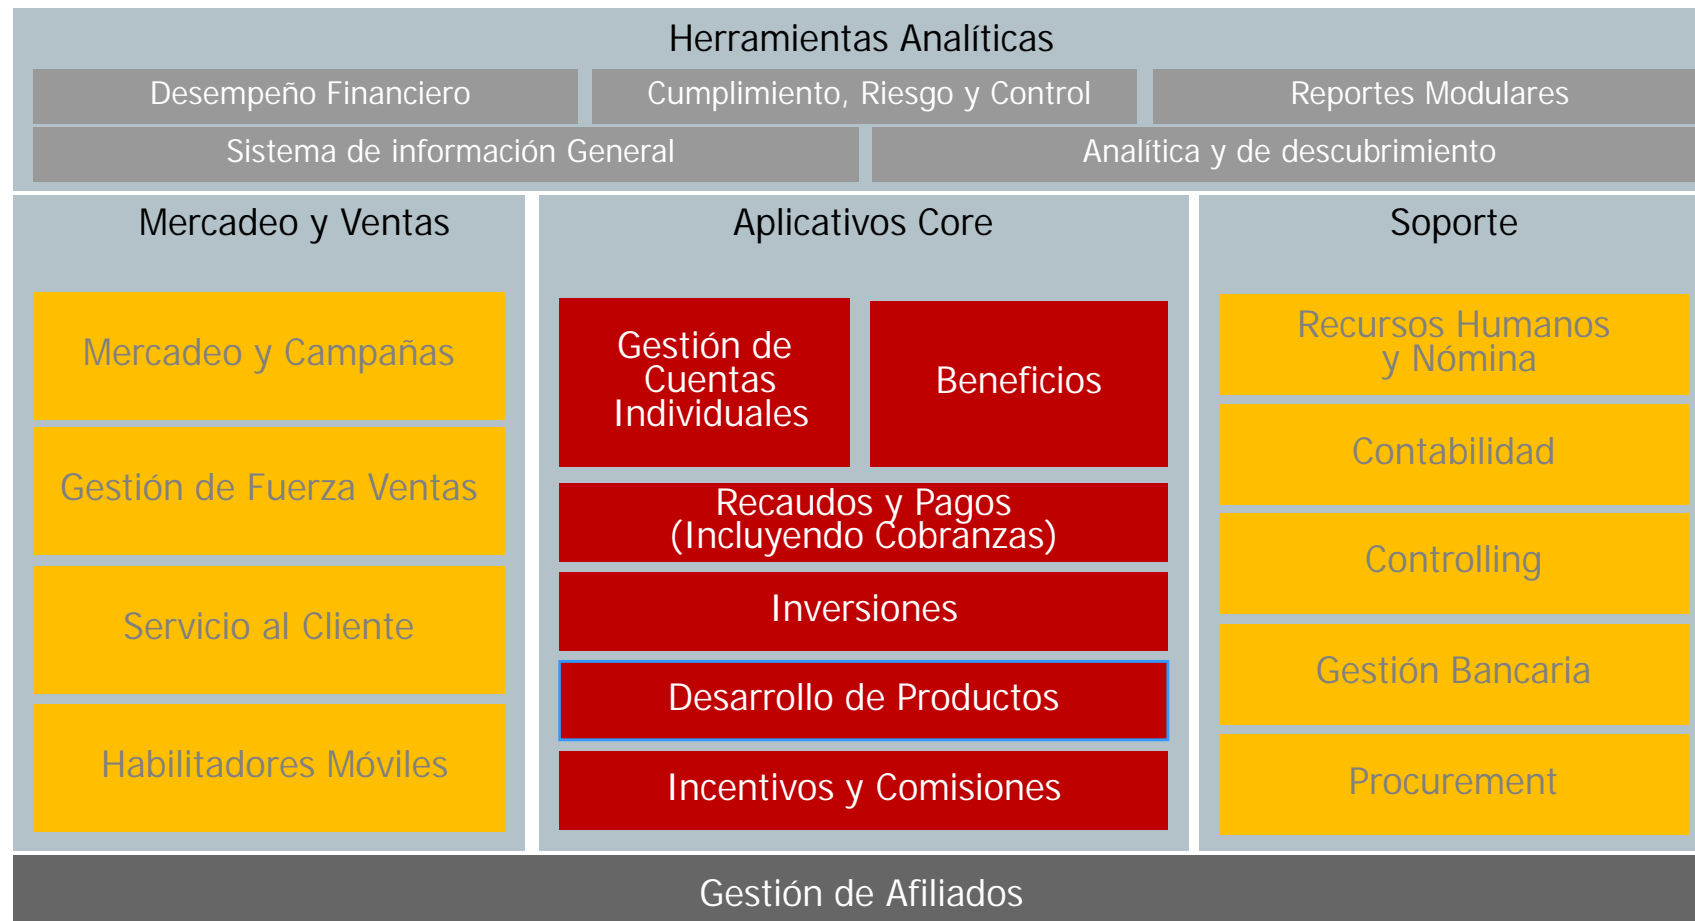 Herramientas Analíticas
Desempeño Financiero
Cumplimiento, Riesgo y Control
Reportes Modulares
Sistema de información General
Analítica y de descubrimiento
Mercadeo y Ventas
Mercadeo y Campañas
Gestión de Fuerza Ventas
Servicio al Cliente
Habilitadores Móviles
Aplicativos Core
Gestión de
Cuentas
Individuales
Beneficios
Recaudos y Pagos
(Incluyendo Cobranzas)
Inversiones
Desarrollo de Productos
Incentivos y Comisiones
Soporte
Recursos Humanos
y Nómina
Contabilidad
Controlling
Gestión Bancaria
Procurement
Gestión de Afiliados